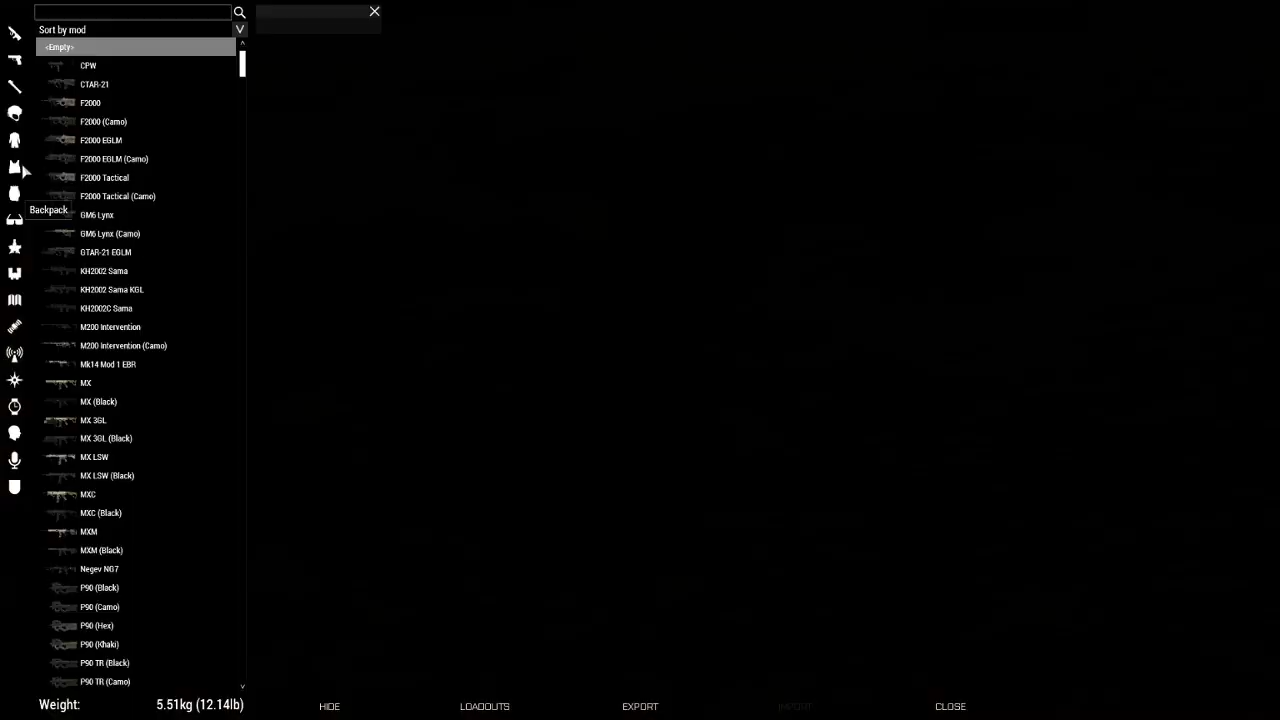 Sort by mod
V
<Empty>
CPW
CTAR-21
F2000
F2000 (Camo)
F2000 EGLM
F2000 EGLM (Camo)
F2000 Tactical
F2000 Tactical (Camo)
Backpack
GM6 Lynx
GM6 Lynx (Camo)
GTAR-21 EGLM
KH2002 Sama
KH2002 Sama KGL
KH2002C Sama
M200 Intervention
M200 Intervention (Camo)
Mk14 Mod 1 EBR
MX
MX (Black)
MX 3GL
MX 3GL (Black)
MX LSW
MX LSW (Black)
MXC
MXC (Black)
MXM
MXM (Black)
Negev NG7
P90 (Black)
P90 (Camo)
P90 (Hex)
P90 (Khaki)
P90 TR (Black)
P90 TR (Camo)
Weight: 5.51kg (12.14lb)
HIDE LOADOUTS EXPORT IMPORT CLOSE